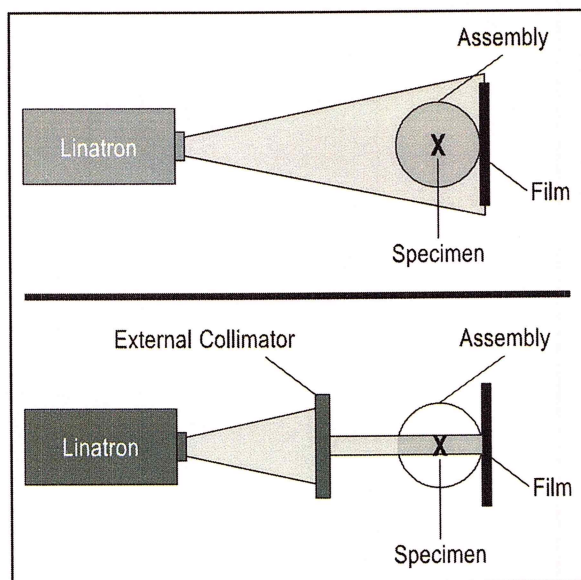 Assembly
Linatron
X
Film
Specimen
External Collimator
Assembly
Linatron
X
Film
Specimen